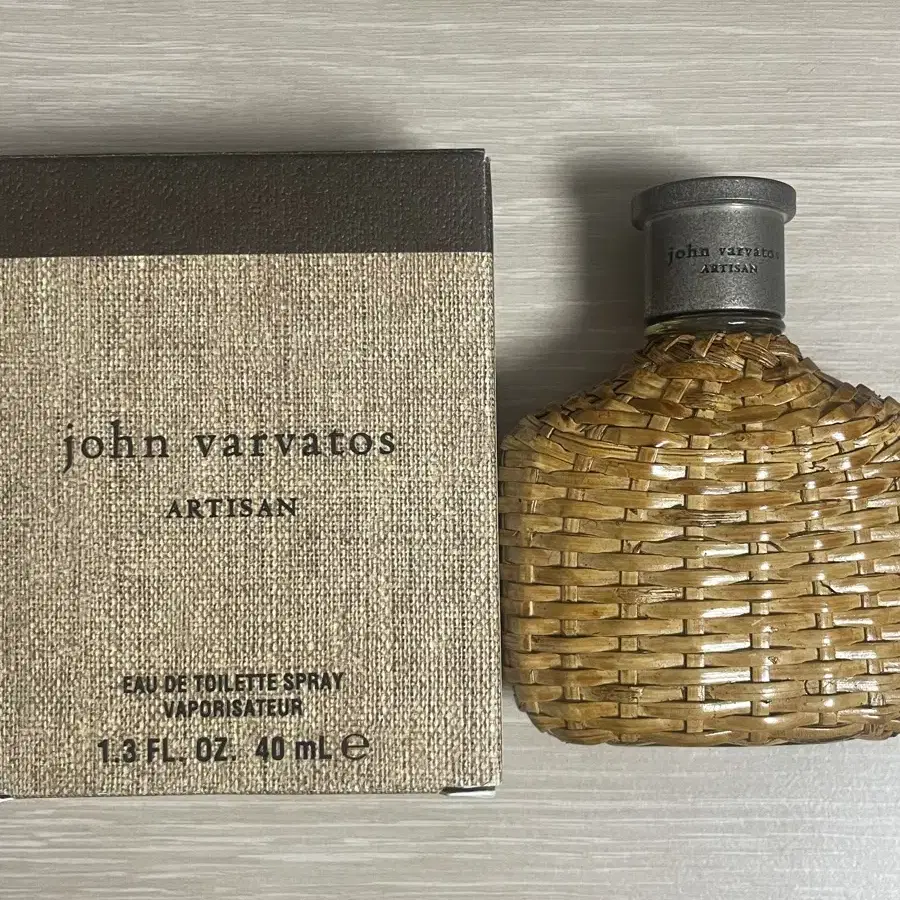 john varvatos
ARTISAN
EAU DE TOILETTE SPRAY
VAPORISATEUR
1.3 FL. OZ. 40 mL ℮
john varvatos
ARTISAN